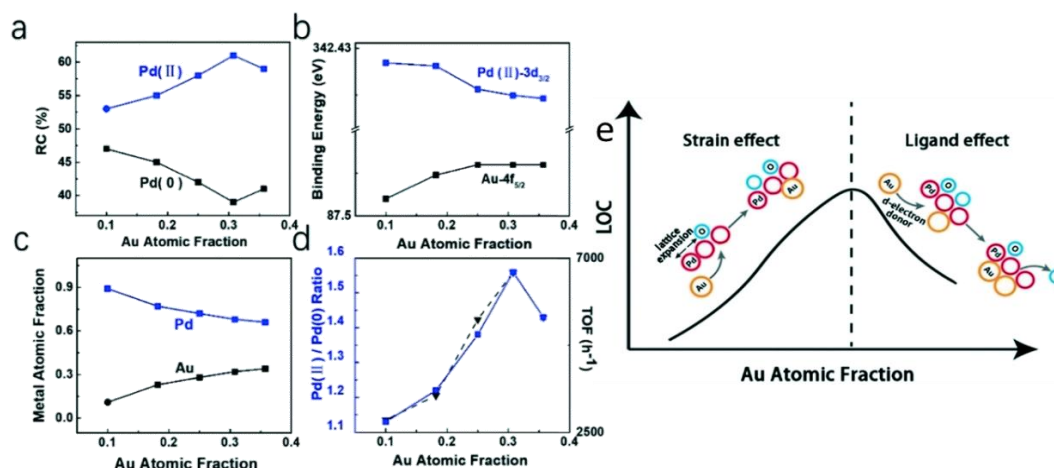 a
Pd(II)
Pd(0)
RC (%)
60
55
50
45
40
0.1 0.2 0.3 0.4
Au Atomic Fraction
b
342.43
Pd (II)-3d3/2
Au-4f5/2
87.5
Binding Energy (eV)
0.1 0.2 0.3 0.4
Au Atomic Fraction
c
0.9
0.6
0.3
0.0
Pd
Au
Metal Atomic Fraction
0.1 0.2 0.3 0.4
Au Atomic Fraction
d
1.6
1.5
1.4
1.3
1.2
1.1
Pd(II) / Pd(0) Ratio
7000
TOF (h-1)
2500
0.1 0.2 0.3 0.4
Au Atomic Fraction
e
Strain effect
Ligand effect
LOC
O
Au
Pd
lattice
expansion
O
Pd
Au
Au
Pd
O
d-electron
donor
Pd
O
Au
Au Atomic Fraction